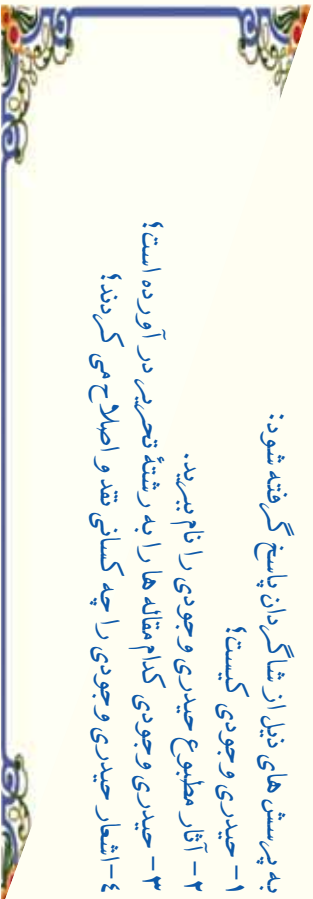 به پرسش های ذیل از شاگردان پاسخ گرفته شود:
۱- حیدری وجودی کیست؟
۲- آثار مطبوع حیدری وجودی را نام ببرید.
۳- حیدری وجودی کدام مقاله ها را به رشتهٔ تحریر در آورده است؟
٤- اشعار حیدری وجودی را چه کسانی نقد و اصلاح می کردند؟